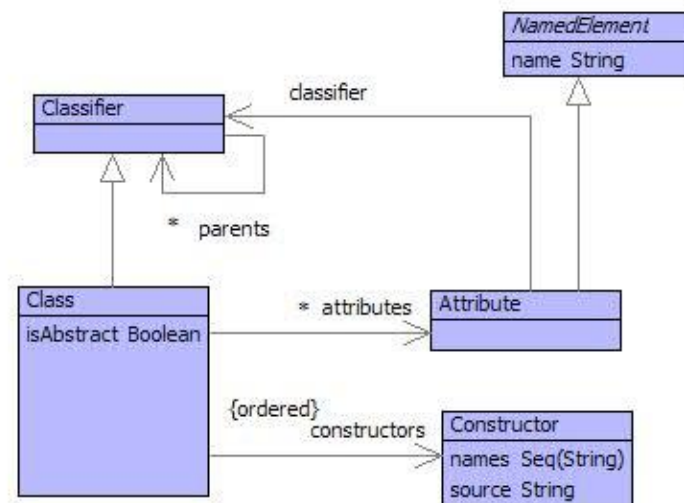 NamedElement
name String
classifier
Classifier
* parents
Class
isAbstract Boolean
* attributes
Attribute
{ordered}
constructors
Constructor
names Seq(String)
source String